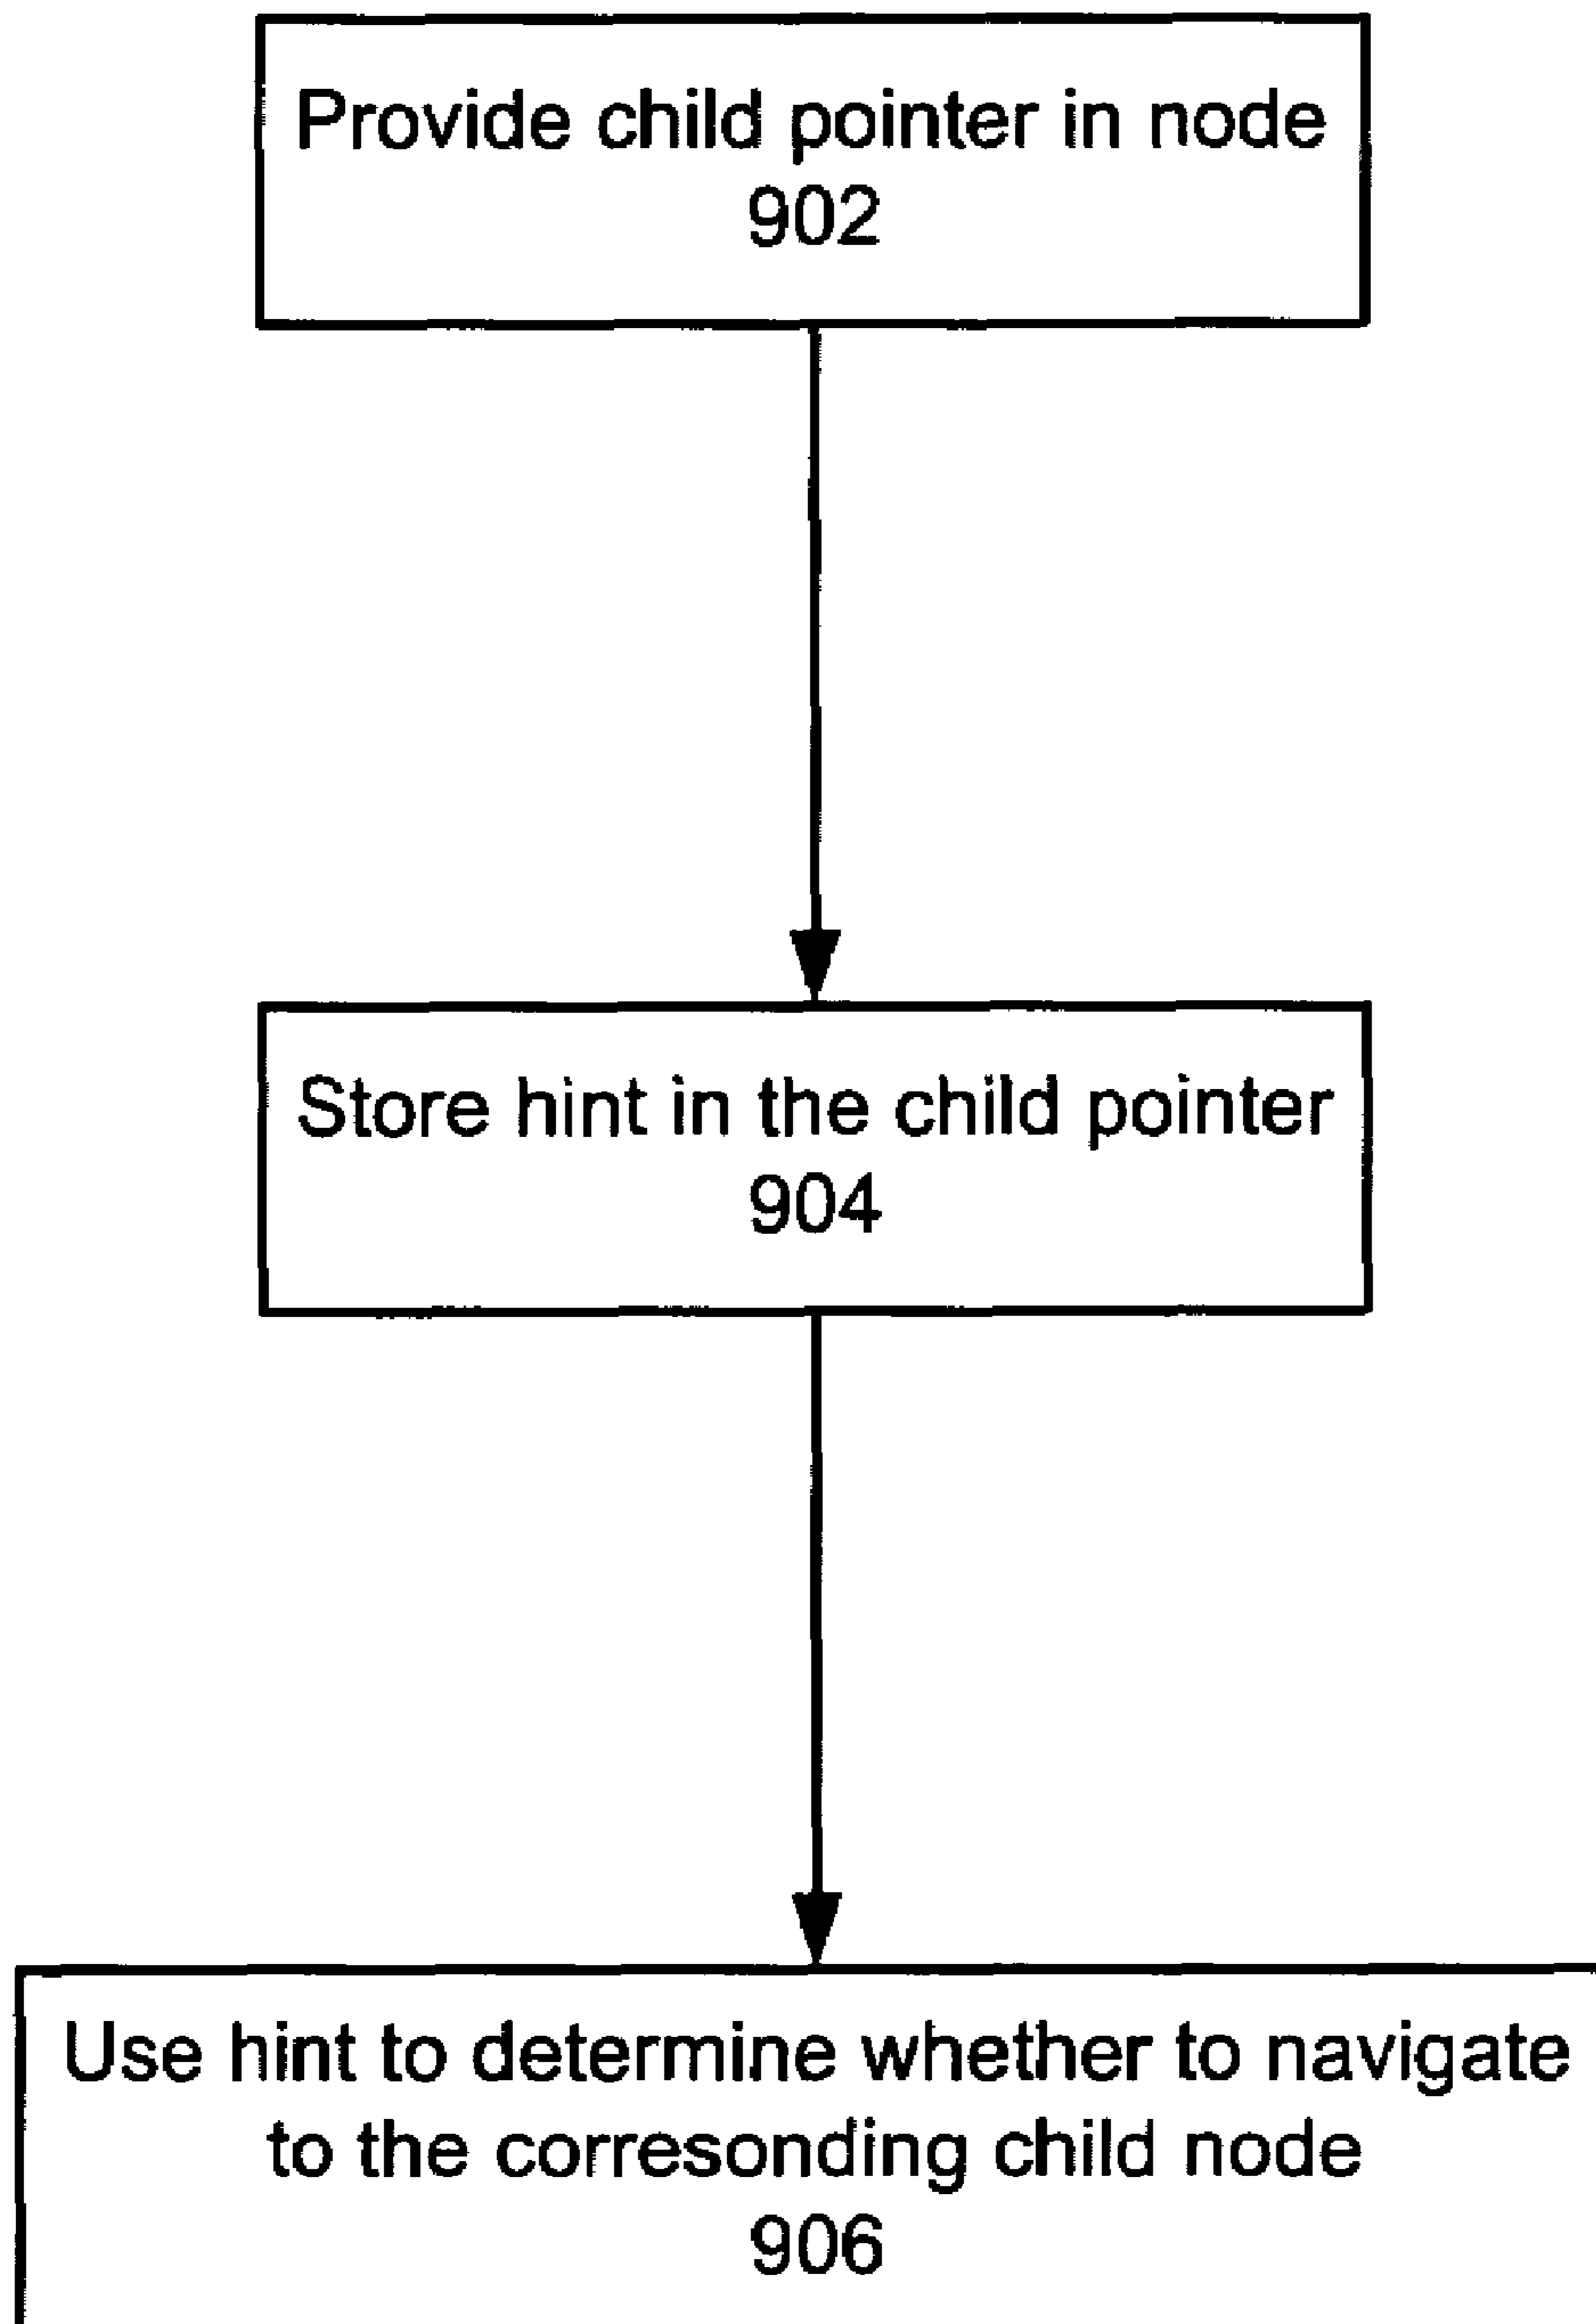 Provide child pointer in node
902
Store hint in the child pointer
904
Use hint to determine whether to navigate
to the corresonding child node
906